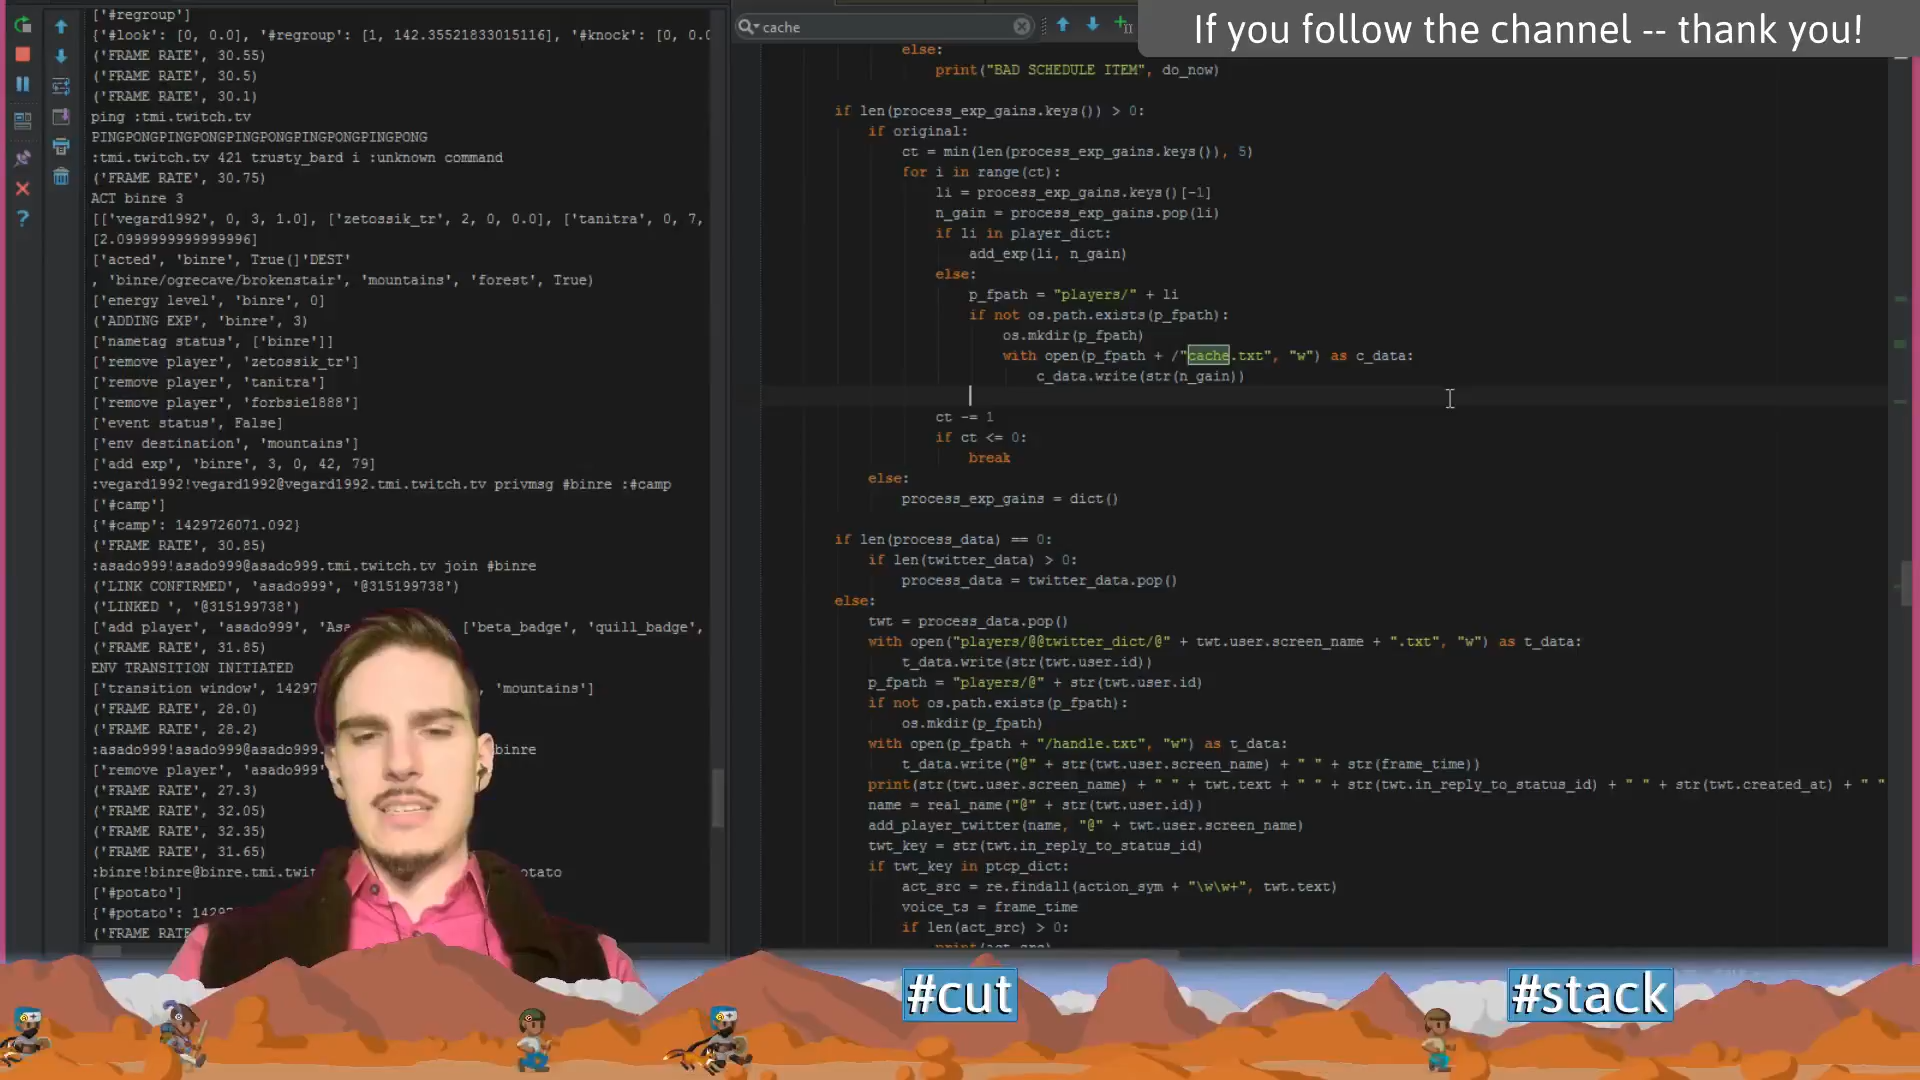 ['#regroup']
{'#look': [0, 0.0], '#regroup': [1, 142.35521833015116], '#knock': [0, 0.0
('FRAME RATE', 30.55)
('FRAME RATE', 30.5)
('FRAME RATE', 30.1)
ping :tmi.twitch.tv
PINGPONGPINGPONGPINGPONGPINGPONGPINGPONG
:tmi.twitch.tv 421 trusty_bard i :unknown command
('FRAME RATE', 30.75)
ACT binre 3
[['vegard1992', 0, 3, 1.0], ['zetossik_tr', 2, 0, 0.0], ['tanitra', 0, 7,
[2.0999999999999996]
['acted', 'binre', True(]'DEST'
, 'binre/ogrecave/brokenstair', 'mountains', 'forest', True)
['energy level', 'binre', 0]
('ADDING EXP', 'binre', 3)
['nametag status', ['binre']]
['remove player', 'zetossik_tr']
['remove player', 'tanitra']
['remove player', 'forbsie1888']
['event status', False]
['env destination', 'mountains']
['add exp', 'binre', 3, 0, 42, 79]
:vegard1992!vegard1992@vegard1992.tmi.twitch.tv privmsg #binre :#camp
['#camp']
{'#camp': 1429726071.092}
('FRAME RATE', 30.85)
:asado999!asado999@asado999.tmi.twitch.tv join #binre
('LINK CONFIRMED', 'asado999', '@315199738')
('LINKED ', '@315199738')
['add player', 'asado999', 'Asa ['beta_badge', 'quill_badge',
('FRAME RATE', 31.85)
ENV TRANSITION INITIATED
['transition window', 14297 , 'mountains']
('FRAME RATE', 28.0)
('FRAME RATE', 28.2)
:asado999!asado999@asado999. binre
['remove player', 'asado999'
('FRAME RATE', 27.3)
('FRAME RATE', 32.05)
('FRAME RATE', 32.35)
('FRAME RATE', 31.65)
:binre!binre@binre.tmi.twit otato
['#potato']
{'#potato': 1429
('FRAME RATE'
cache
If you follow the channel -- thank you!
else:
print("BAD SCHEDULE ITEM", do_now)
if len(process_exp_gains.keys()) > 0:
if original:
ct = min(len(process_exp_gains.keys()), 5)
for i in range(ct):
li = process_exp_gains.keys()[-1]
n_gain = process_exp_gains.pop(li)
if li in player_dict:
add_exp(li, n_gain)
else:
p_fpath = "players/" + li
if not os.path.exists(p_fpath):
os.mkdir(p_fpath)
with open(p_fpath + /"cache.txt", "w") as c_data:
c_data.write(str(n_gain))
ct -= 1
if ct <= 0:
break
else:
process_exp_gains = dict()
if len(process_data) == 0:
if len(twitter_data) > 0:
process_data = twitter_data.pop()
else:
twt = process_data.pop()
with open("players/@@twitter_dict/@" + twt.user.screen_name + ".txt", "w") as t_data:
t_data.write(str(twt.user.id))
p_fpath = "players/@" + str(twt.user.id)
if not os.path.exists(p_fpath):
os.mkdir(p_fpath)
with open(p_fpath + "/handle.txt", "w") as t_data:
t_data.write("@" + str(twt.user.screen_name) + " " + str(frame_time))
print(str(twt.user.screen_name) + " " + twt.text + " " + str(twt.in_reply_to_status_id) + " " + str(twt.created_at) + " "
name = real_name("@" + str(twt.user.id))
add_player_twitter(name, "@" + twt.user.screen_name)
twt_key = str(twt.in_reply_to_status_id)
if twt_key in ptcp_dict:
act_src = re.findall(action_sym + "\w\w+", twt.text)
voice_ts = frame_time
if len(act_src) > 0:
print(act_src)
#cut
#stack